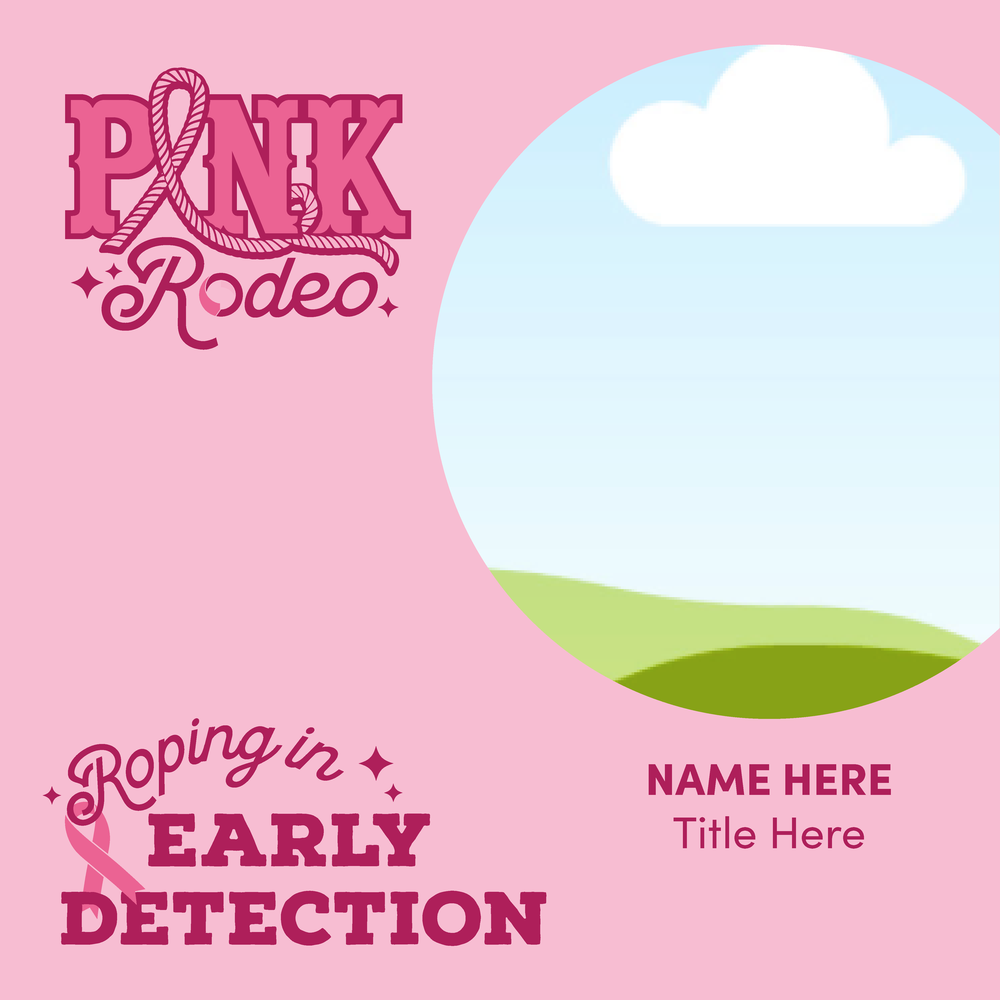 PINK
Rodeo
Roping in
EARLY
DETECTION
NAME HERE
Title Here